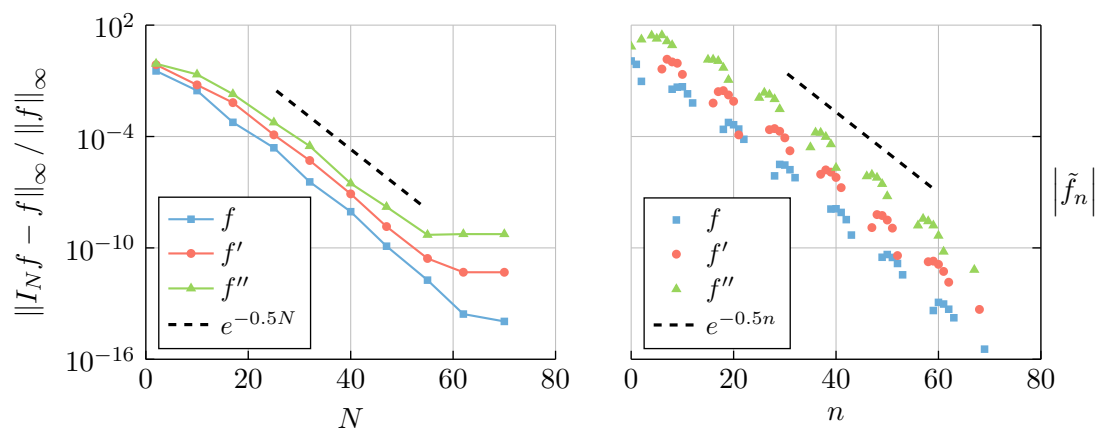 10^2
10^{-4}
10^{-10}
10^{-16}
‖I_N f − f‖_∞ / ‖f‖_∞
f
f′
f″
e^{−0.5N}
0 20 40 60 80
N
f
f′
f″
e^{−0.5n}
0 20 40 60 80
n
|f̃_n|